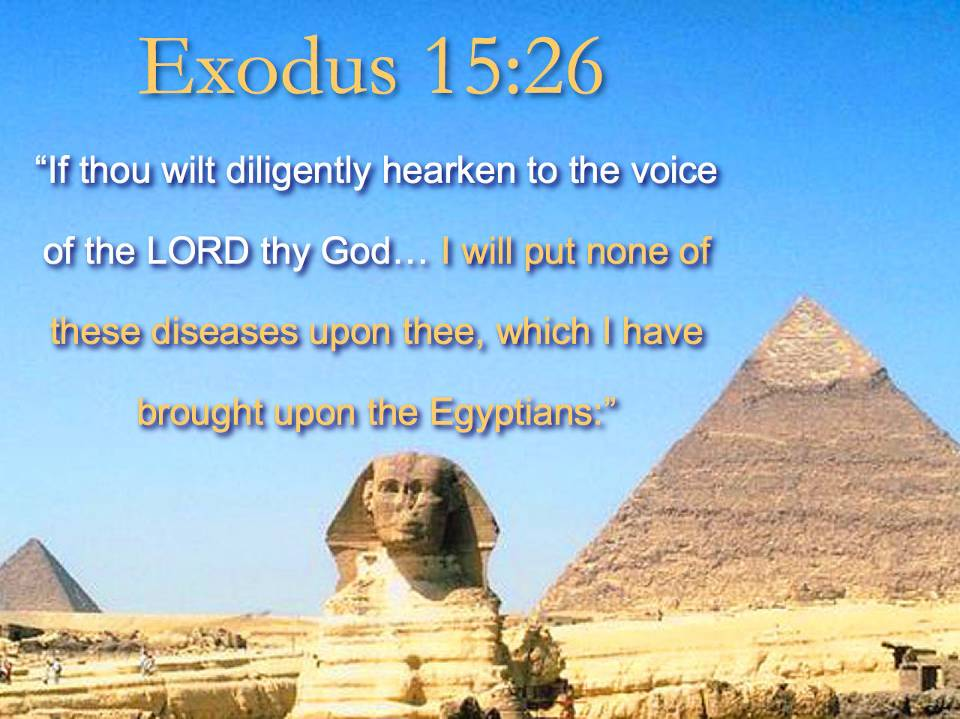 Exodus 15:26
“If thou wilt diligently hearken to the voice
of the LORD thy God… I will put none of
these diseases upon thee, which I have
brought upon the Egyptians:”